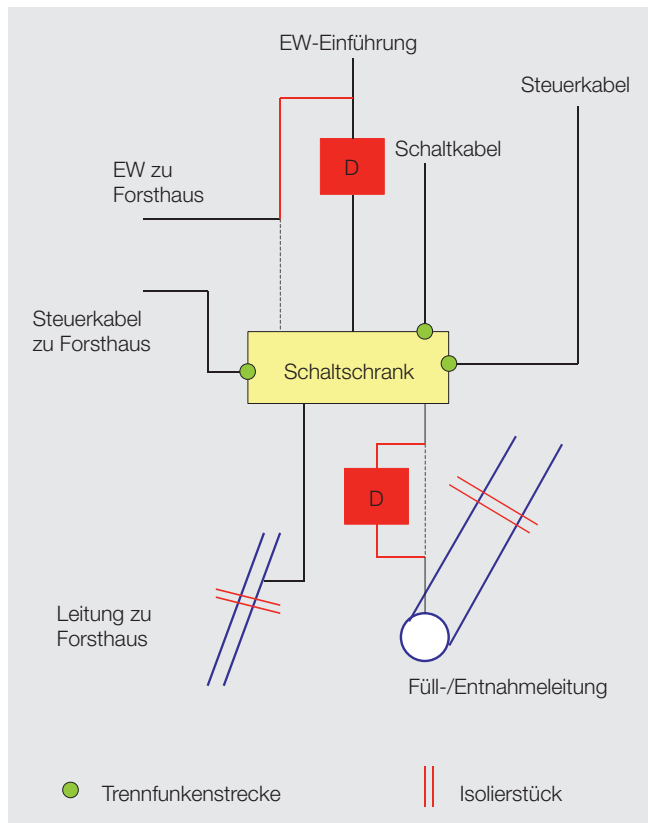 EW-Einführung
Steuerkabel
D
Schaltkabel
EW zu
Forsthaus
Steuerkabel
zu Forsthaus
Schaltschrank
D
Leitung zu
Forsthaus
Füll-/Entnahmeleitung
Trennfunkenstrecke
Isolierstück